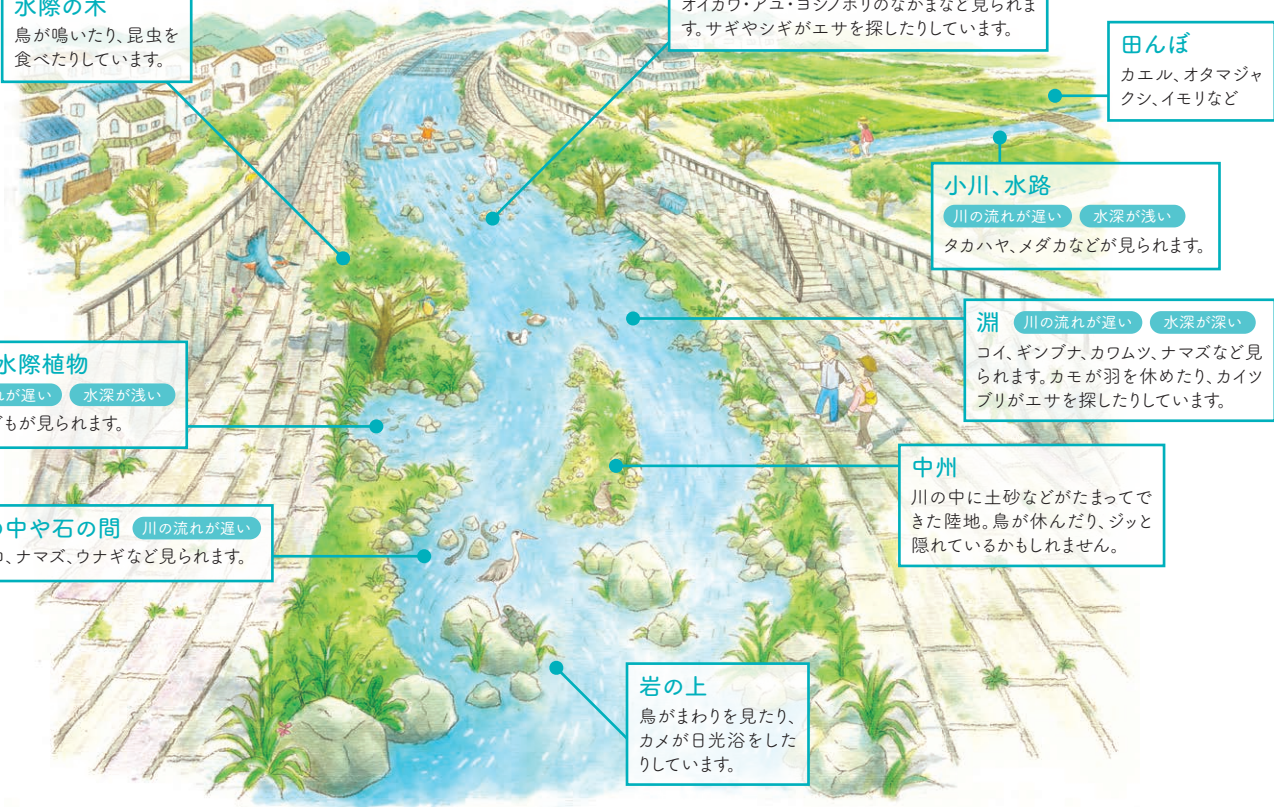 水際の木
鳥が鳴いたり、昆虫を
食べたりしています。
オイカワ・アユ・ヨシノボリのなかまなど見られま
す。サギやシギがエサを探したりしています。
田んぼ
カエル、オタマジャ
クシ、イモリなど
小川、水路
川の流れが遅い 水深が浅い
タカハヤ、メダカなどが見られます。
淵 川の流れが遅い 水深が深い
コイ、ギンブナ、カワムツ、ナマズなど見
られます。カモが羽を休めたり、カイツ
ブリがエサを探したりしています。
水際植物
れが遅い 水深が浅い
どもが見られます。
中州
川の中に土砂などがたまってで
きた陸地。鳥が休んだり、ジッと
隠れているかもしれません。
の中や石の間 川の流れが遅い
、ナマズ、ウナギなど見られます。
岩の上
鳥がまわりを見たり、
カメが日光浴をした
りしています。